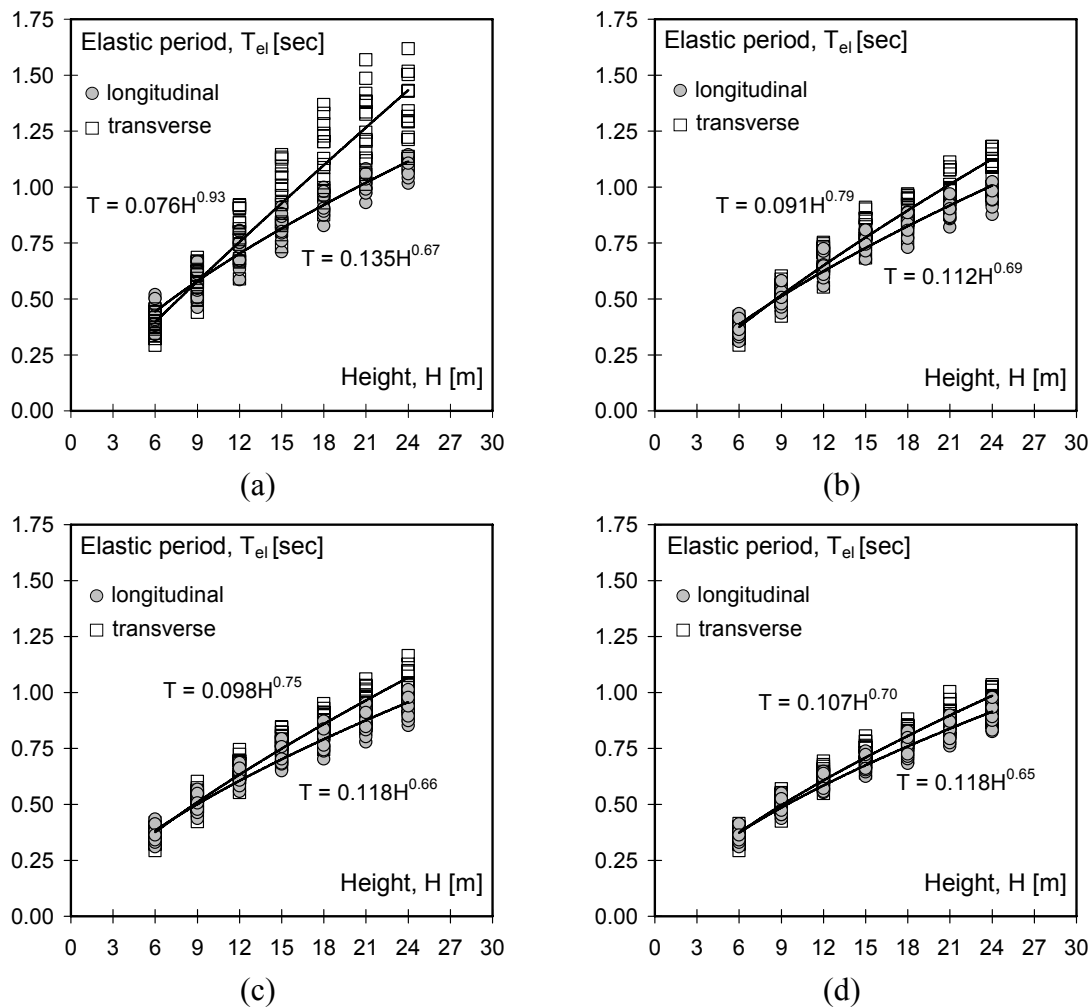 1.75
Elastic period, Tel [sec]
1.50
longitudinal
1.25
transverse
1.00
T = 0.076H^0.93
0.75
T = 0.135H^0.67
0.50
0.25
Height, H [m]
0.00
0 3 6 9 12 15 18 21 24 27 30
(a)
1.75
Elastic period, Tel [sec]
1.50
longitudinal
1.25
transverse
1.00
T = 0.091H^0.79
0.75
T = 0.112H^0.69
0.50
0.25
Height, H [m]
0.00
0 3 6 9 12 15 18 21 24 27 30
(b)
1.75
Elastic period, Tel [sec]
1.50
longitudinal
1.25
transverse
1.00
T = 0.098H^0.75
0.75
T = 0.118H^0.66
0.50
0.25
Height, H [m]
0.00
0 3 6 9 12 15 18 21 24 27 30
(c)
1.75
Elastic period, Tel [sec]
1.50
longitudinal
1.25
transverse
1.00
T = 0.107H^0.70
0.75
T = 0.118H^0.65
0.50
0.25
Height, H [m]
0.00
0 3 6 9 12 15 18 21 24 27 30
(d)